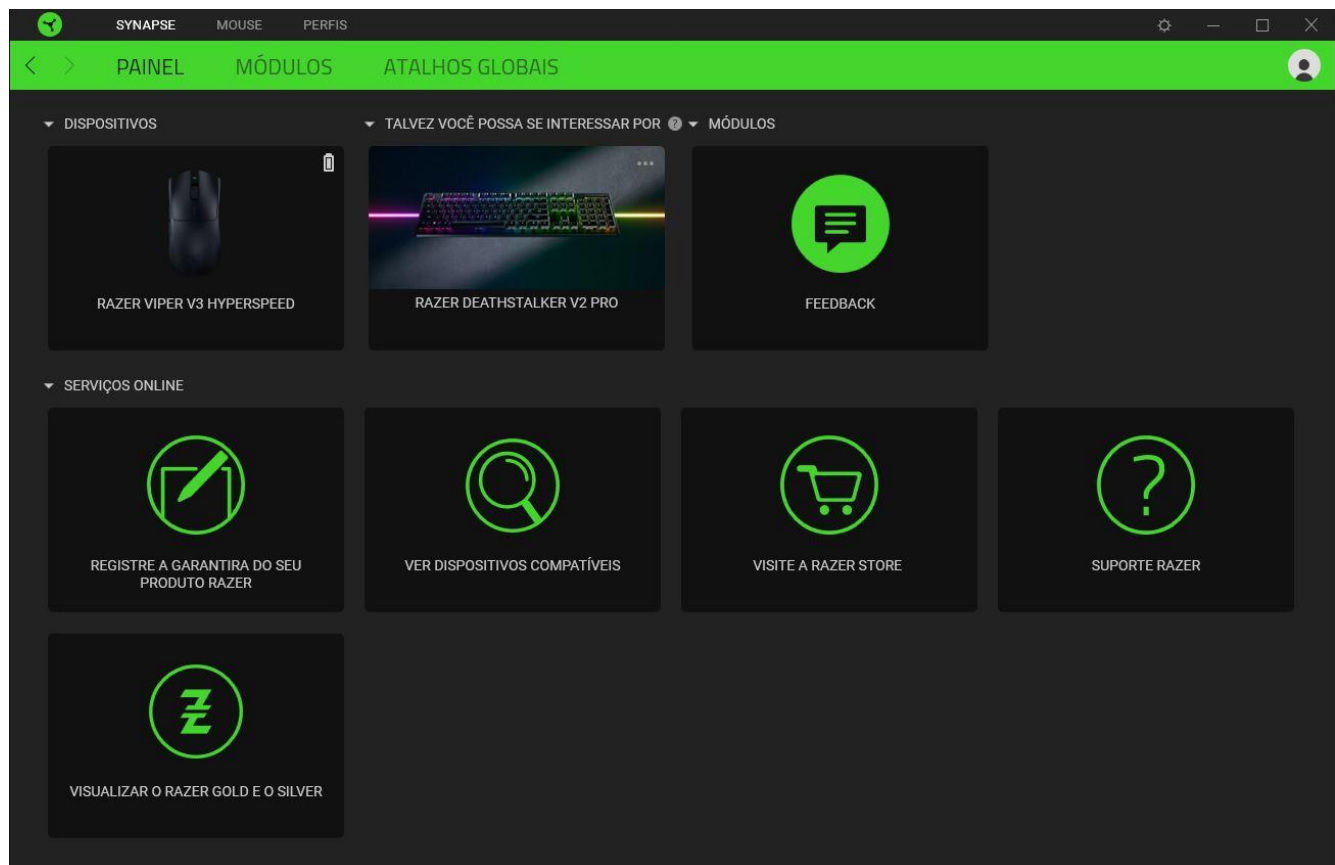 SYNAPSE MOUSE PERFIS
PAINEL MÓDULOS ATALHOS GLOBAIS
DISPOSITIVOS
TALVEZ VOCÊ POSSA SE INTERESSAR POR ?
MÓDULOS
RAZER VIPER V3 HYPERSPEED
RAZER DEATHSTALKER V2 PRO
FEEDBACK
SERVIÇOS ONLINE
REGISTRE A GARANTIRA DO SEU
PRODUTO RAZER
VER DISPOSITIVOS COMPATÍVEIS
VISITE A RAZER STORE
SUPORTE RAZER
VISUALIZAR O RAZER GOLD E O SILVER